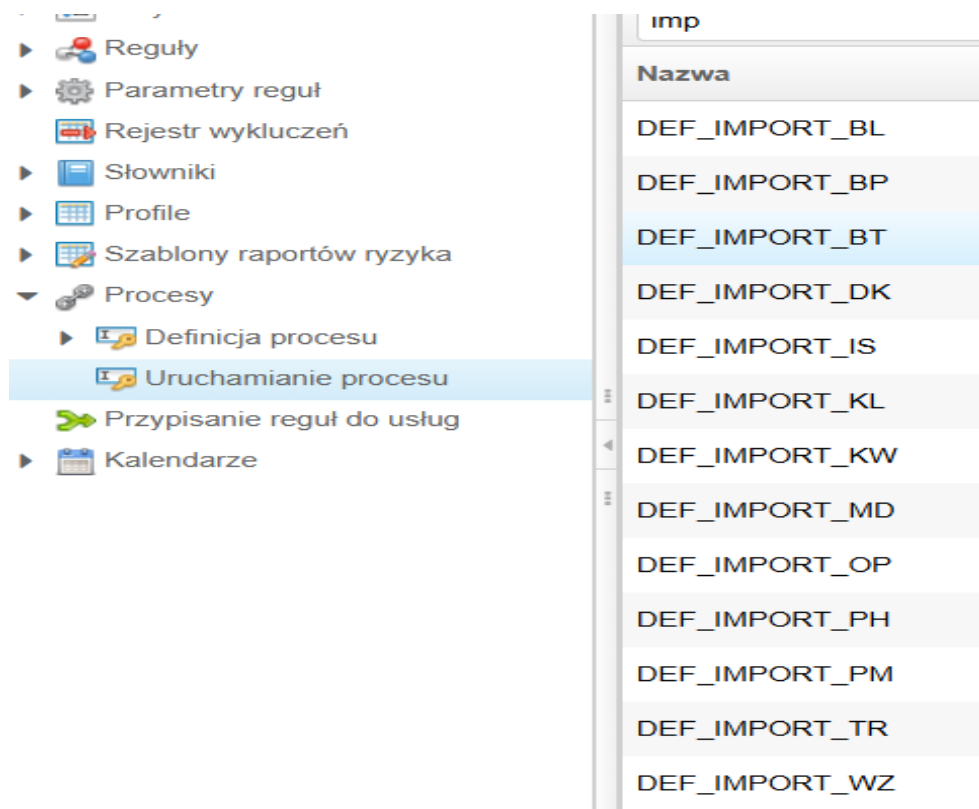 Reguły
Parametry reguł
Rejestr wykluczeń
Słowniki
Profile
Szablony raportów ryzyka
Procesy
Definicja procesu
Uruchamianie procesu
Przypisanie reguł do usług
Kalendarze
imp
Nazwa
DEF_IMPORT_BL
DEF_IMPORT_BP
DEF_IMPORT_BT
DEF_IMPORT_DK
DEF_IMPORT_IS
DEF_IMPORT_KL
DEF_IMPORT_KW
DEF_IMPORT_MD
DEF_IMPORT_OP
DEF_IMPORT_PH
DEF_IMPORT_PM
DEF_IMPORT_TR
DEF_IMPORT_WZ